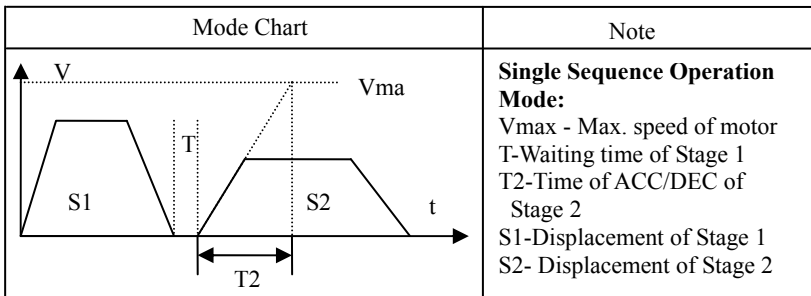 Mode Chart
Note
V
Vma
T
S1
S2
t
T2
Single Sequence Operation
Mode:
Vmax - Max. speed of motor
T-Waiting time of Stage 1
T2-Time of ACC/DEC of
Stage 2
S1-Displacement of Stage 1
S2- Displacement of Stage 2